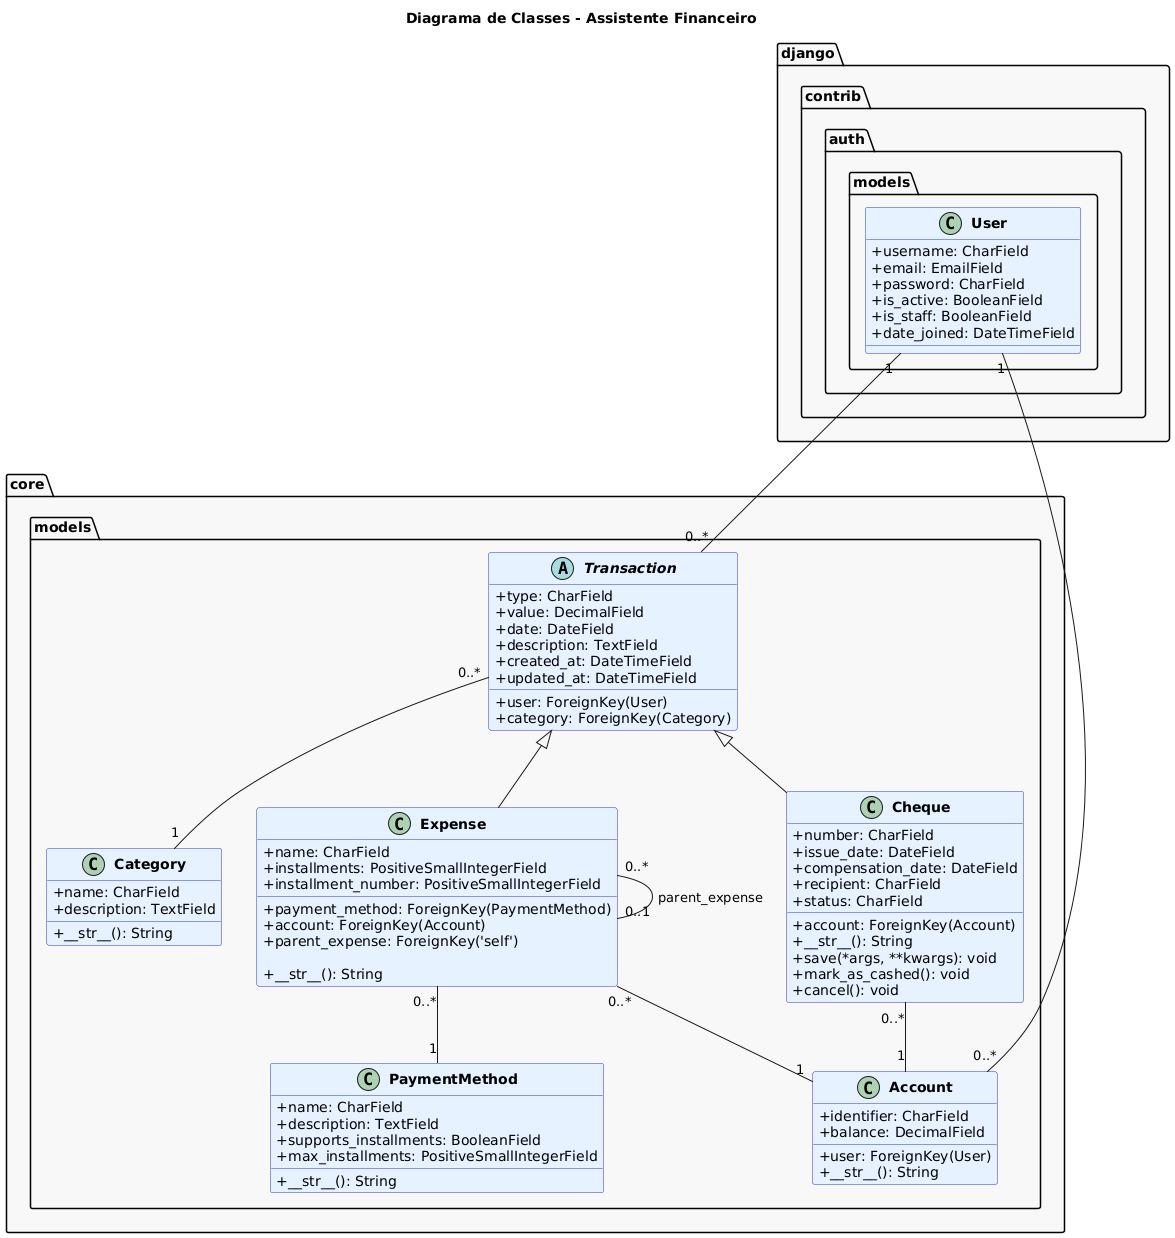 Diagrama de Classes - Assistente Financeiro
django
contrib
auth
models
C User
+username: CharField
+email: EmailField
+password: CharField
+is_active: BooleanField
+is_staff: BooleanField
+date_joined: DateTimeField
1
1
core
models
0..*
A Transaction
+type: CharField
+value: DecimalField
+date: DateField
+description: TextField
+created_at: DateTimeField
+updated_at: DateTimeField
+user: ForeignKey(User)
+category: ForeignKey(Category)
0..*
1
C Category
+name: CharField
+description: TextField
+__str__(): String
C Expense
+name: CharField
+installments: PositiveSmallIntegerField
+installment_number: PositiveSmallIntegerField
+payment_method: ForeignKey(PaymentMethod)
+account: ForeignKey(Account)
+parent_expense: ForeignKey('self')
+__str__(): String
0..*
parent_expense
0..1
C Cheque
+number: CharField
+issue_date: DateField
+compensation_date: DateField
+recipient: CharField
+status: CharField
+account: ForeignKey(Account)
+__str__(): String
+save(*args, **kwargs): void
+mark_as_cashed(): void
+cancel(): void
0..*
0..*
0..*
1
1
1
0..*
C PaymentMethod
+name: CharField
+description: TextField
+supports_installments: BooleanField
+max_installments: PositiveSmallIntegerField
+__str__(): String
C Account
+identifier: CharField
+balance: DecimalField
+user: ForeignKey(User)
+__str__(): String